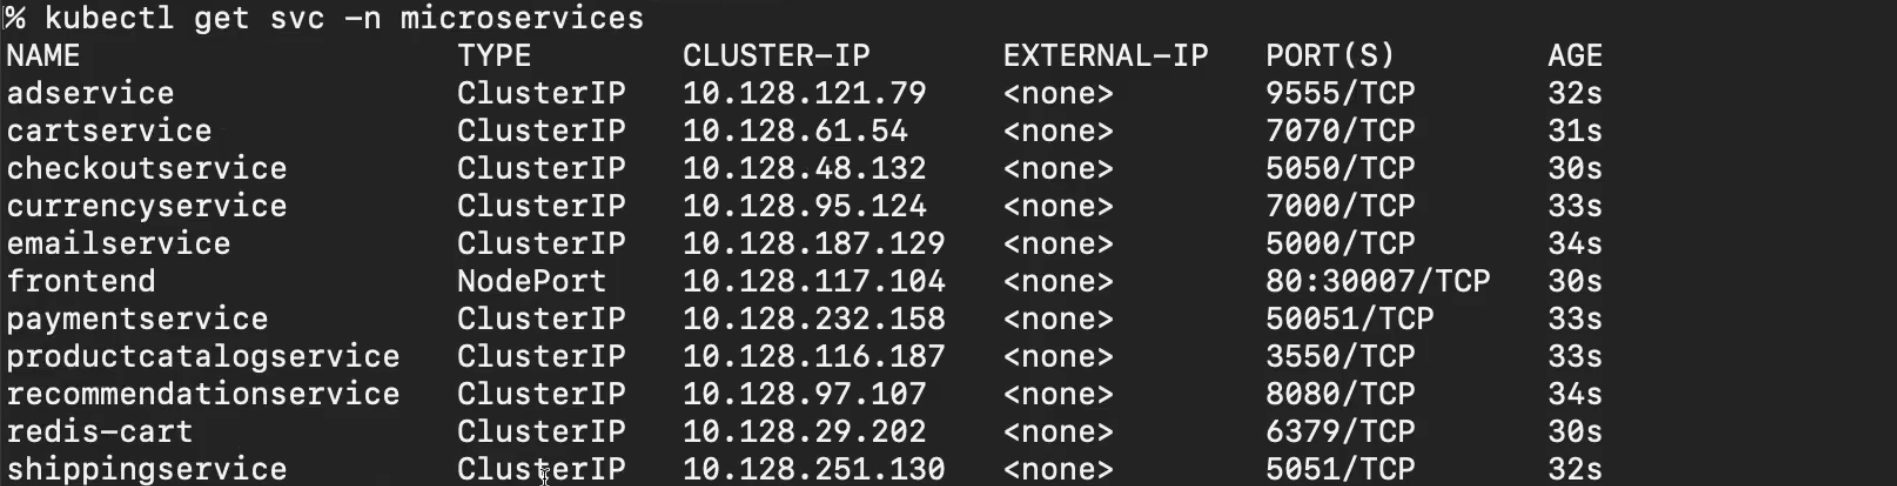 % kubectl get svc -n microservices
NAME TYPE CLUSTER-IP EXTERNAL-IP PORT(S) AGE
adservice ClusterIP 10.128.121.79 <none> 9555/TCP 32s
cartservice ClusterIP 10.128.61.54 <none> 7070/TCP 31s
checkoutservice ClusterIP 10.128.48.132 <none> 5050/TCP 30s
currencyservice ClusterIP 10.128.95.124 <none> 7000/TCP 33s
emailservice ClusterIP 10.128.187.129 <none> 5000/TCP 34s
frontend NodePort 10.128.117.104 <none> 80:30007/TCP 30s
paymentservice ClusterIP 10.128.232.158 <none> 50051/TCP 33s
productcatalogservice ClusterIP 10.128.116.187 <none> 3550/TCP 33s
recommendationservice ClusterIP 10.128.97.107 <none> 8080/TCP 34s
redis-cart ClusterIP 10.128.29.202 <none> 6379/TCP 30s
shippingservice ClusterIP 10.128.251.130 <none> 5051/TCP 32s